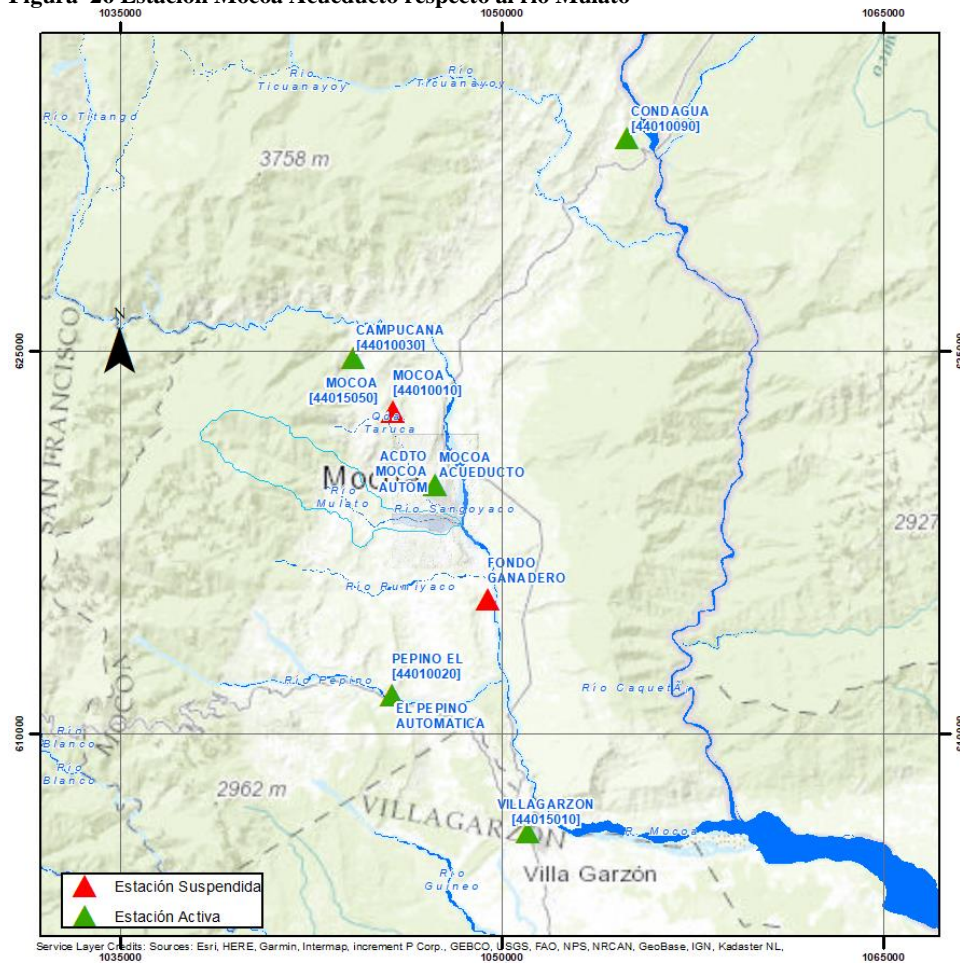 Figura 26 Estación Mocoa Acueducto respecto al río Mulato
1035000
1050000
1065000
Río
Ticuanayoy
Río
Ticuanayoy
Río Titango
CONDAGUA
[44010090]
3758 m
N
SAN FRANCISCO
CAMPUCANA
[44010030]
625000
MOCOA
[44015050]
MOCOA
[44010010]
Qda
Taruca
ACDTO
MOCOA
AUTOM
MOCOA
ACUEDUCTO
Río
Mulato
Río Sangoyaco
2927
FONDO
GANADERO
Río Rumiyaco
MOCOA
PEPINO EL
[44010020]
Río Pepino
EL PEPINO
AUTOMATICA
Río Caquetá
610000
610000
Río
Blanco
Río
Blanco
2962 m
VILLAGARZON
[44015010]
VILLAGARZON
R. Mocoa
Río
Guineo
Villa Garzón
Estación Suspendida
Estación Activa
Service Layer Credits: Sources: Esri, HERE, Garmin, Intermap, increment P Corp., GEBCO, USGS, FAO, NPS, NRCAN, GeoBase, IGN, Kadaster NL,
1035000
1050000
1065000